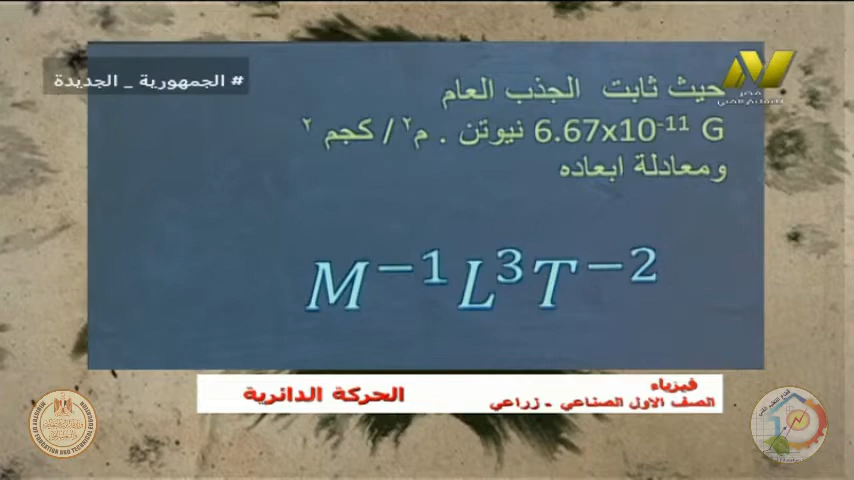 # الجمهورية _ الجديدة
حيث ثابت الجذب العام
6.67x10⁻¹¹ G نيوتن . م٢ / كجم ٢
ومعادلة ابعاده
M⁻¹L³T⁻²
فيزياء
الصف الاول الصناعي - زراعي
الحركة الدائرية